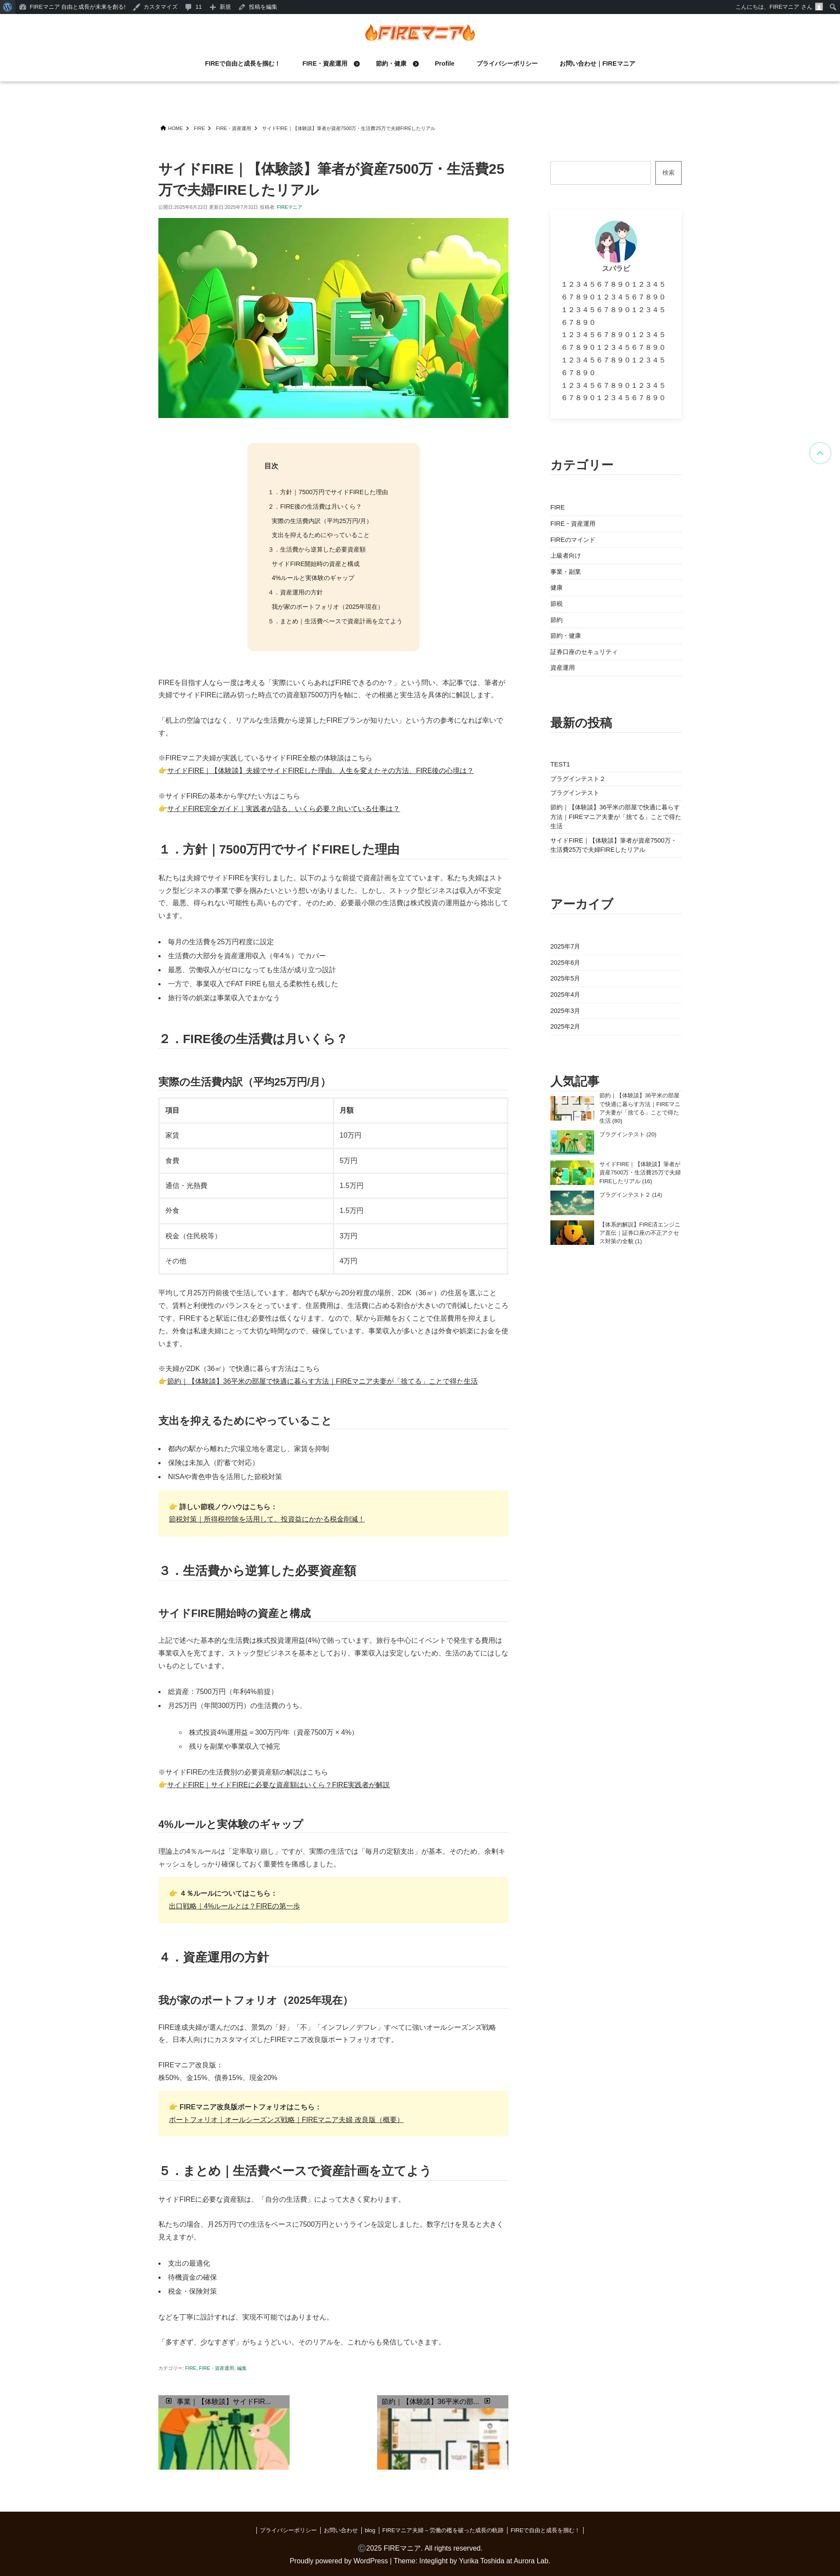 FIREマニア 自由と成長が未来を創る! カスタマイズ 11 新規 投稿を編集 こんにちは、FIREマニア さん
FIREマニア
FIREで自由と成長を掴む！ FIRE・資産運用 節約・健康 Profile プライバシーポリシー お問い合わせ｜FIREマニア
HOME FIRE FIRE・資産運用 サイドFIRE｜【体験談】筆者が資産7500万・生活費25万で夫婦FIREしたリアル
サイドFIRE｜【体験談】筆者が資産7500万・生活費25
万で夫婦FIREしたリアル
公開日:2025年6月22日 更新日:2025年7月31日 投稿者: FIREマニア
目次
１．方針｜7500万円でサイドFIREした理由
２．FIRE後の生活費は月いくら？
実際の生活費内訳（平均25万円/月）
支出を抑えるためにやっていること
３．生活費から逆算した必要資産額
サイドFIRE開始時の資産と構成
4%ルールと実体験のギャップ
４．資産運用の方針
我が家のポートフォリオ（2025年現在）
５．まとめ｜生活費ベースで資産計画を立てよう
FIREを目指す人なら一度は考える「実際にいくらあればFIREできるのか？」という問い。本記事では、筆者が
夫婦でサイドFIREに踏み切った時点での資産額7500万円を軸に、その根拠と実生活を具体的に解説します。
「机上の空論ではなく、リアルな生活費から逆算したFIREプランが知りたい」という方の参考になれば幸いで
す。
※FIREマニア夫婦が実践しているサイドFIRE全般の体験談はこちら
👉サイドFIRE｜【体験談】夫婦でサイドFIREした理由、人生を変えたその方法、FIRE後の心境は？
※サイドFIREの基本から学びたい方はこちら
👉サイドFIRE完全ガイド｜実践者が語る、いくら必要？向いている仕事は？
１．方針｜7500万円でサイドFIREした理由
私たちは夫婦でサイドFIREを実行しました。以下のような前提で資産計画を立てています。私たち夫婦はスト
ック型ビジネスの事業で夢を掴みたいという想いがありました。しかし、ストック型ビジネスは収入が不安定
で、最悪、得られない可能性も高いものです。そのため、必要最小限の生活費は株式投資の運用益から捻出して
います。
• 毎月の生活費を25万円程度に設定
• 生活費の大部分を資産運用収入（年4％）でカバー
• 最悪、労働収入がゼロになっても生活が成り立つ設計
• 一方で、事業収入でFAT FIREも狙える柔軟性も残した
• 旅行等の娯楽は事業収入でまかなう
２．FIRE後の生活費は月いくら？
実際の生活費内訳（平均25万円/月）
項目 月額
家賃 10万円
食費 5万円
通信・光熱費 1.5万円
外食 1.5万円
税金（住民税等） 3万円
その他 4万円
平均して月25万円前後で生活しています。都内でも駅から20分程度の場所、2DK（36㎡）の住居を選ぶこと
で、賃料と利便性のバランスをとっています。住居費用は、生活費に占める割合が大きいので削減したいところ
です。FIREすると駅近に住む必要性は低くなります。なので、駅から距離をおくことで住居費用を抑えまし
た。外食は私達夫婦にとって大切な時間なので、確保しています。事業収入が多いときは外食や娯楽にお金を使
います。
※夫婦が2DK（36㎡）で快適に暮らす方法はこちら
👉節約｜【体験談】36平米の部屋で快適に暮らす方法｜FIREマニア夫妻が「捨てる」ことで得た生活
支出を抑えるためにやっていること
• 都内の駅から離れた穴場立地を選定し、家賃を抑制
• 保険は未加入（貯蓄で対応）
• NISAや青色申告を活用した節税対策
👉 詳しい節税ノウハウはこちら：
節税対策｜所得税控除を活用して、投資益にかかる税金削減！
３．生活費から逆算した必要資産額
サイドFIRE開始時の資産と構成
上記で述べた基本的な生活費は株式投資運用益(4%)で賄っています。旅行を中心にイベントで発生する費用は
事業収入を充てます。ストック型ビジネスを基本としており、事業収入は安定しないため、生活のあてにはしな
いものとしています。
• 総資産：7500万円（年利4%前提）
• 月25万円（年間300万円）の生活費のうち、
◦ 株式投資4%運用益＝300万円/年（資産7500万 × 4%）
◦ 残りを副業や事業収入で補完
※サイドFIREの生活費別の必要資産額の解説はこちら
👉サイドFIRE｜サイドFIREに必要な資産額はいくら？FIRE実践者が解説
4%ルールと実体験のギャップ
理論上の4％ルールは「定率取り崩し」ですが、実際の生活では「毎月の定額支出」が基本。そのため、余剰キ
ャッシュをしっかり確保しておく重要性を痛感しました。
👉 ４％ルールについてはこちら：
出口戦略｜4%ルールとは？FIREの第一歩
４．資産運用の方針
我が家のポートフォリオ（2025年現在）
FIRE達成夫婦が選んだのは、景気の「好」「不」「インフレ／デフレ」すべてに強いオールシーズンズ戦略
を、日本人向けにカスタマイズしたFIREマニア改良版ポートフォリオです。
FIREマニア改良版：
株50%、金15%、債券15%、現金20%
👉 FIREマニア改良版ポートフォリオはこちら：
ポートフォリオ｜オールシーズンズ戦略｜FIREマニア夫婦 改良版（概要）
５．まとめ｜生活費ベースで資産計画を立てよう
サイドFIREに必要な資産額は、「自分の生活費」によって大きく変わります。
私たちの場合、月25万円での生活をベースに7500万円というラインを設定しました。数字だけを見ると大きく
見えますが、
• 支出の最適化
• 待機資金の確保
• 税金・保険対策
などを丁寧に設計すれば、実現不可能ではありません。
「多すぎず、少なすぎず」がちょうどいい。そのリアルを、これからも発信していきます。
カテゴリー: FIRE, FIRE・資産運用, 編集
事業｜【体験談】サイドFIR...
節約｜【体験談】36平米の部...
検索
スパラビ
１２３４５６７８９０１２３４５
６７８９０１２３４５６７８９０
１２３４５６７８９０１２３４５
６７８９０
１２３４５６７８９０１２３４５
６７８９０１２３４５６７８９０
１２３４５６７８９０１２３４５
６７８９０
１２３４５６７８９０１２３４５
６７８９０１２３４５６７８９０
カテゴリー
FIRE
FIRE・資産運用
FIREのマインド
上級者向け
事業・副業
健康
節税
節約
節約・健康
証券口座のセキュリティ
資産運用
最新の投稿
TEST1
プラグインテスト２
プラグインテスト
節約｜【体験談】36平米の部屋で快適に暮らす
方法｜FIREマニア夫妻が「捨てる」ことで得た
生活
サイドFIRE｜【体験談】筆者が資産7500万・
生活費25万で夫婦FIREしたリアル
アーカイブ
2025年7月
2025年6月
2025年5月
2025年4月
2025年3月
2025年2月
人気記事
節約｜【体験談】36平米の部屋
で快適に暮らす方法｜FIREマニ
ア夫妻が「捨てる」ことで得た
生活 (80)
プラグインテスト (20)
サイドFIRE｜【体験談】筆者が
資産7500万・生活費25万で夫婦
FIREしたリアル (16)
プラグインテスト２ (14)
【体系的解説】FIRE済エンジニ
ア直伝｜証券口座の不正アクセ
ス対策の全貌 (1)
プライバシーポリシー お問い合わせ blog FIREマニア夫婦 – 労働の檻を破った成長の軌跡 FIREで自由と成長を掴む！
Ⓒ2025 FIREマニア. All rights reserved.
Proudly powered by WordPress | Theme: Integlight by Yurika Toshida at Aurora Lab.